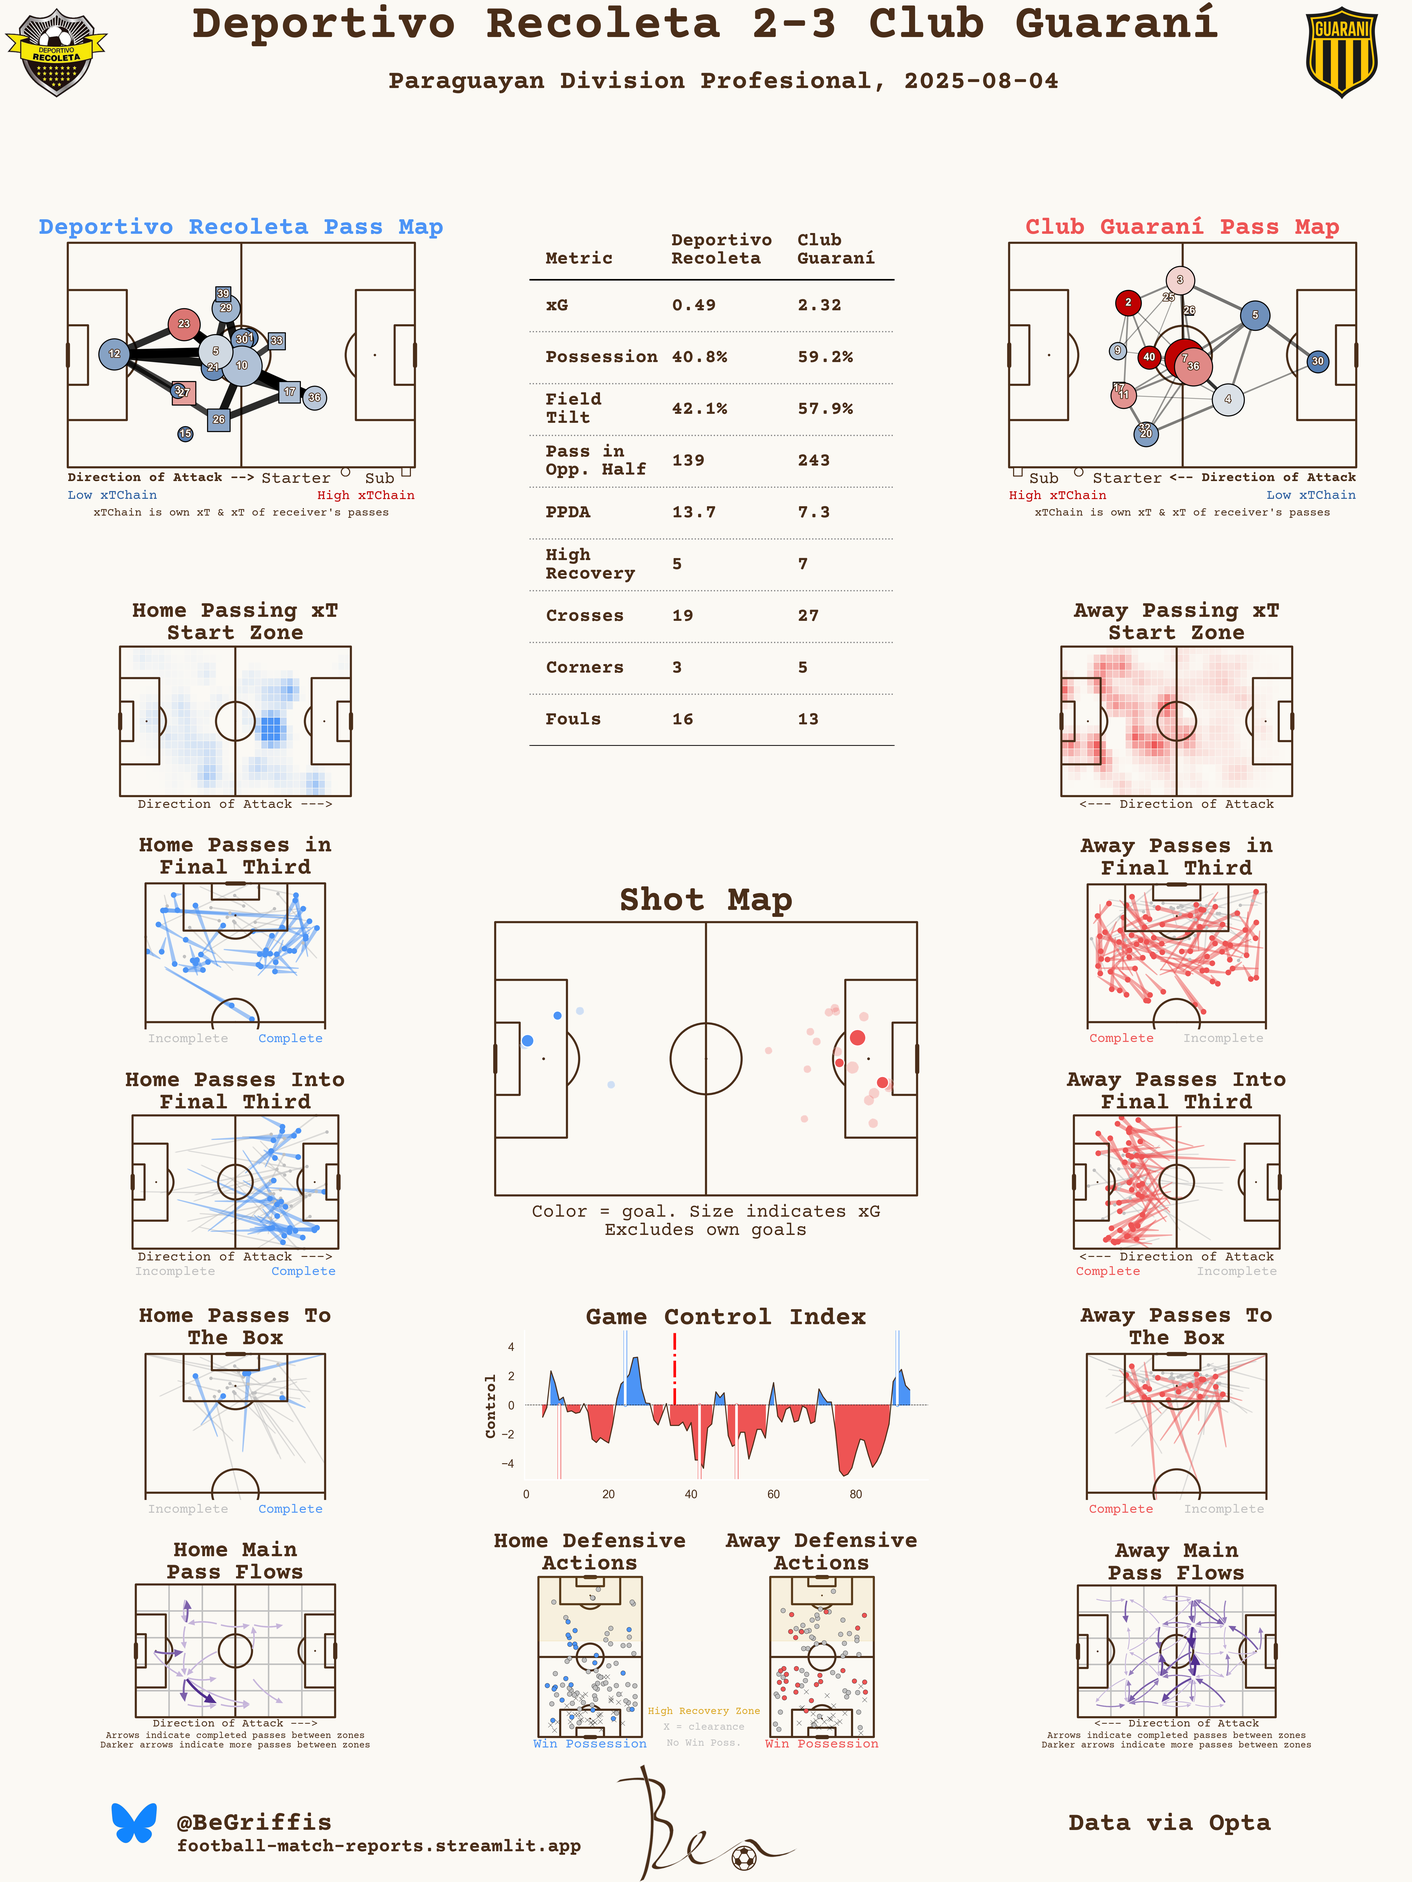 Deportivo Recoleta 2-3 Club Guaraní
Paraguayan Division Profesional, 2025-08-04
DEPORTIVO
RECOLETA
GUARANI
Deportivo Recoleta Pass Map
39
29
23
30
33
12
5
21
10
27
17
36
26
15
Direction of Attack --> Starter Sub
Low xTChain High xTChain
xTChain is own xT & xT of receiver's passes
Metric Deportivo Recoleta Club Guaraní
xG 0.49 2.32
Possession 40.8% 59.2%
Field Tilt 42.1% 57.9%
Pass in Opp. Half 139 243
PPDA 13.7 7.3
High Recovery 5 7
Crosses 19 27
Corners 3 5
Fouls 16 13
Club Guaraní Pass Map
3
2
25
26
5
9
40
7
36
30
17
11
4
32
20
Sub Starter <-- Direction of Attack
High xTChain Low xTChain
xTChain is own xT & xT of receiver's passes
Home Passing xT
Start Zone
Direction of Attack --->
Away Passing xT
Start Zone
<--- Direction of Attack
Home Passes in
Final Third
Incomplete Complete
Away Passes in
Final Third
Complete Incomplete
Shot Map
Color = goal. Size indicates xG
Excludes own goals
Home Passes Into
Final Third
Direction of Attack --->
Incomplete Complete
Away Passes Into
Final Third
<--- Direction of Attack
Complete Incomplete
Home Passes To
The Box
Incomplete Complete
Game Control Index
Control
4
2
0
−2
−4
0 20 40 60 80
Away Passes To
The Box
Complete Incomplete
Home Main
Pass Flows
Direction of Attack --->
Arrows indicate completed passes between zones
Darker arrows indicate more passes between zones
Home Defensive
Actions
Win Possession
Away Defensive
Actions
Win Possession
High Recovery Zone
X = clearance
No Win Poss.
Away Main
Pass Flows
<--- Direction of Attack
Arrows indicate completed passes between zones
Darker arrows indicate more passes between zones
@BeGriffis
football-match-reports.streamlit.app
Ben
Data via Opta